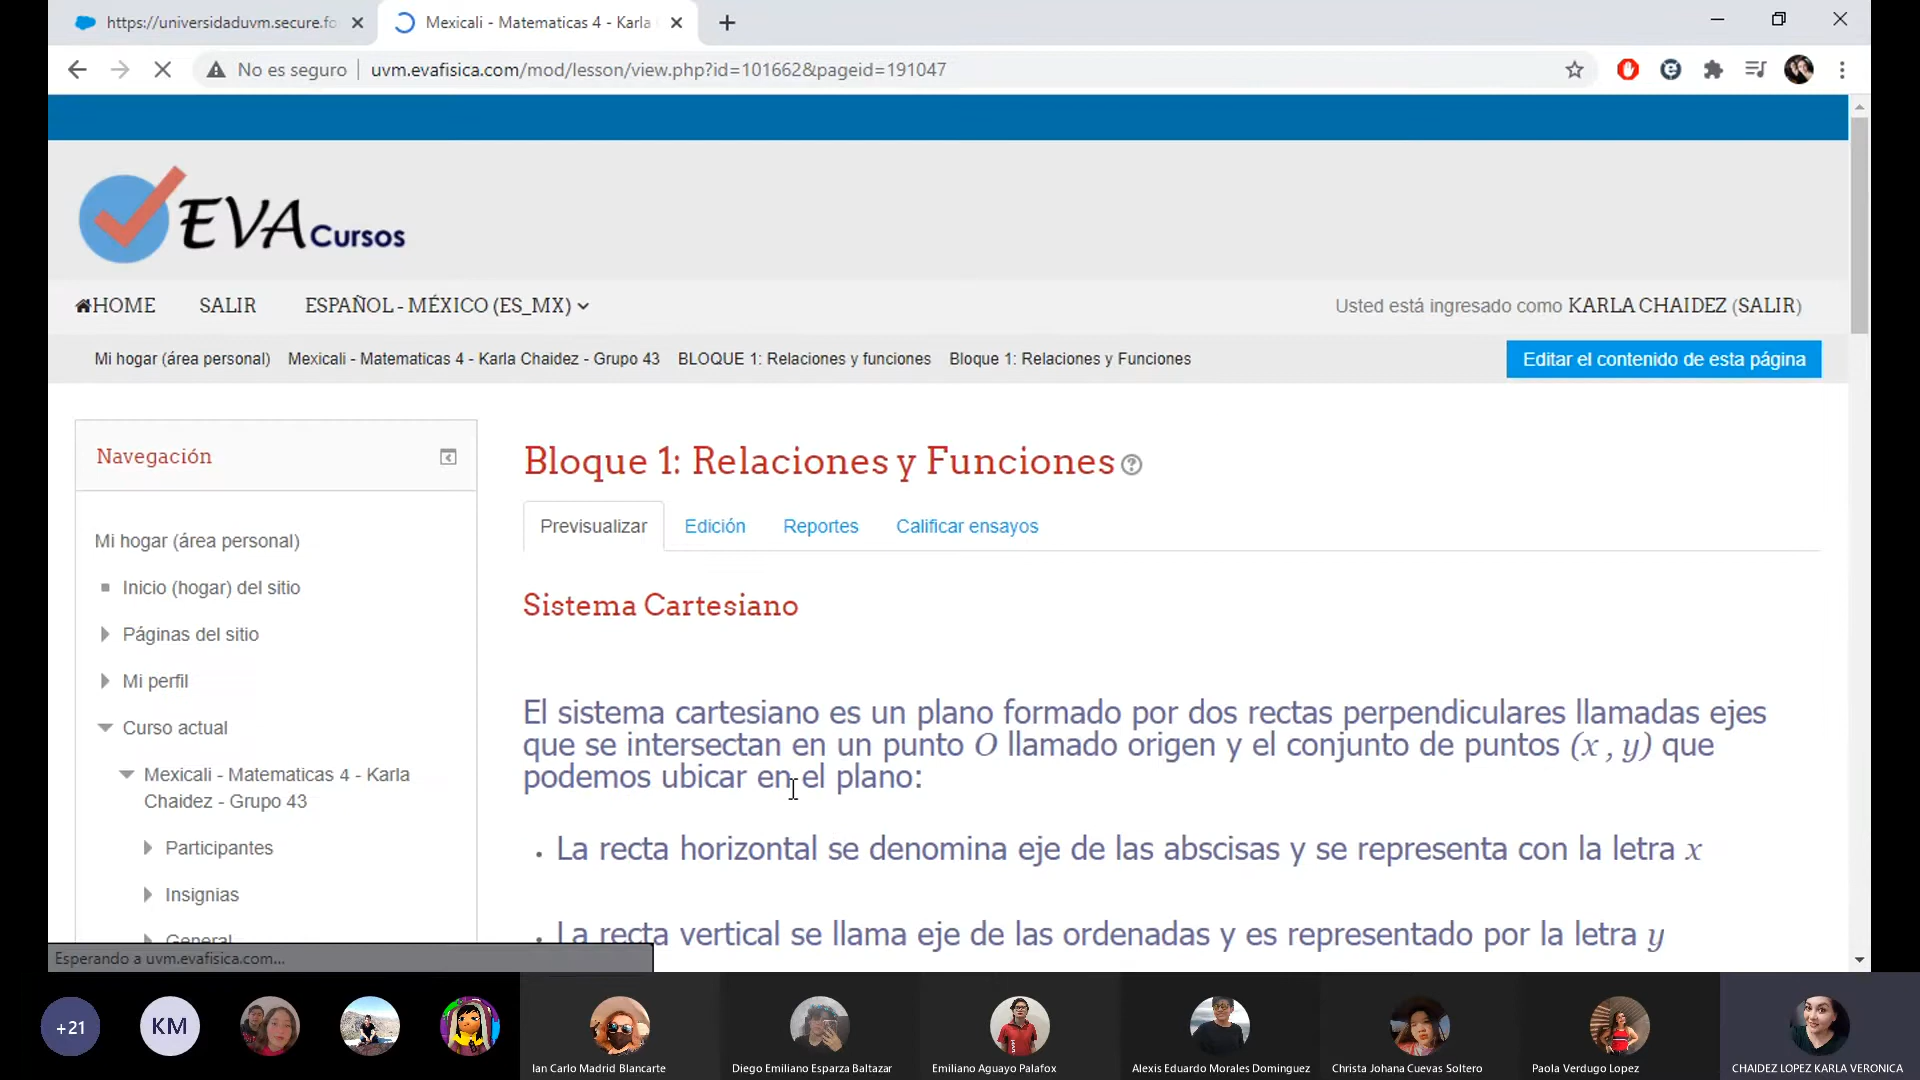 https://universidaduvm.secure.fo
Mexicali - Matematicas 4 - Karla
No es seguro
uvm.evafisica.com/mod/lesson/view.php?id=101662&pageid=191047
EVA Cursos
HOME
SALIR
ESPAÑOL - MÉXICO (ES_MX)
Usted está ingresado como KARLA CHAIDEZ (SALIR)
Mi hogar (área personal)
Mexicali - Matematicas 4 - Karla Chaidez - Grupo 43
BLOQUE 1: Relaciones y funciones
Bloque 1: Relaciones y Funciones
Editar el contenido de esta página
Navegación
Mi hogar (área personal)
Inicio (hogar) del sitio
Páginas del sitio
Mi perfil
Curso actual
Mexicali - Matematicas 4 - Karla
Chaidez - Grupo 43
Participantes
Insignias
General
Bloque 1: Relaciones y Funciones
Previsualizar
Edición
Reportes
Calificar ensayos
Sistema Cartesiano
El sistema cartesiano es un plano formado por dos rectas perpendiculares llamadas ejes
que se intersectan en un punto O llamado origen y el conjunto de puntos (x , y) que
podemos ubicar en el plano:
• La recta horizontal se denomina eje de las abscisas y se representa con la letra x
• La recta vertical se llama eje de las ordenadas y es representado por la letra y
Esperando a uvm.evafisica.com...
+21
KM
Ian Carlo Madrid Blancarte
Diego Emiliano Esparza Baltazar
Emiliano Aguayo Palafox
Alexis Eduardo Morales Dominguez
Christa Johana Cuevas Soltero
Paola Verdugo Lopez
CHAIDEZ LOPEZ KARLA VERONICA